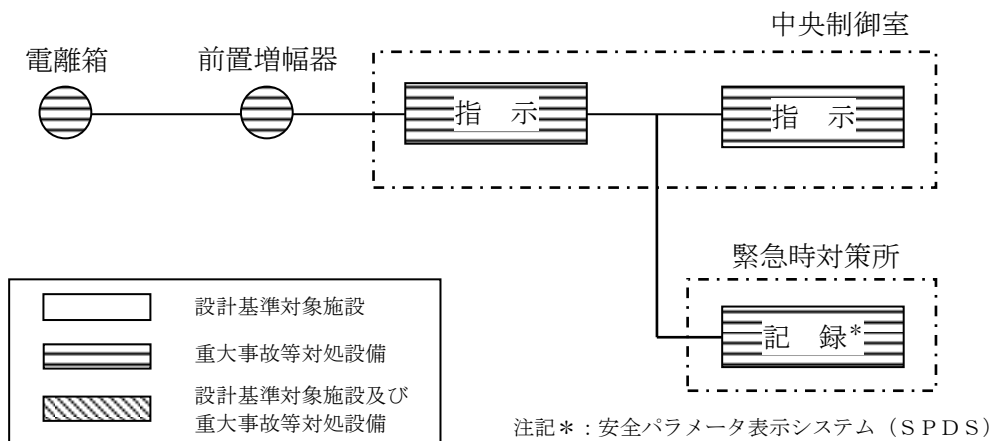 中央制御室
電離箱
前置増幅器
指　示
指　示
緊急時対策所
記　録*
設計基準対象施設
重大事故等対処設備
設計基準対象施設及び
重大事故等対処設備
注記＊：安全パラメータ表示システム（ＳＰＤＳ）